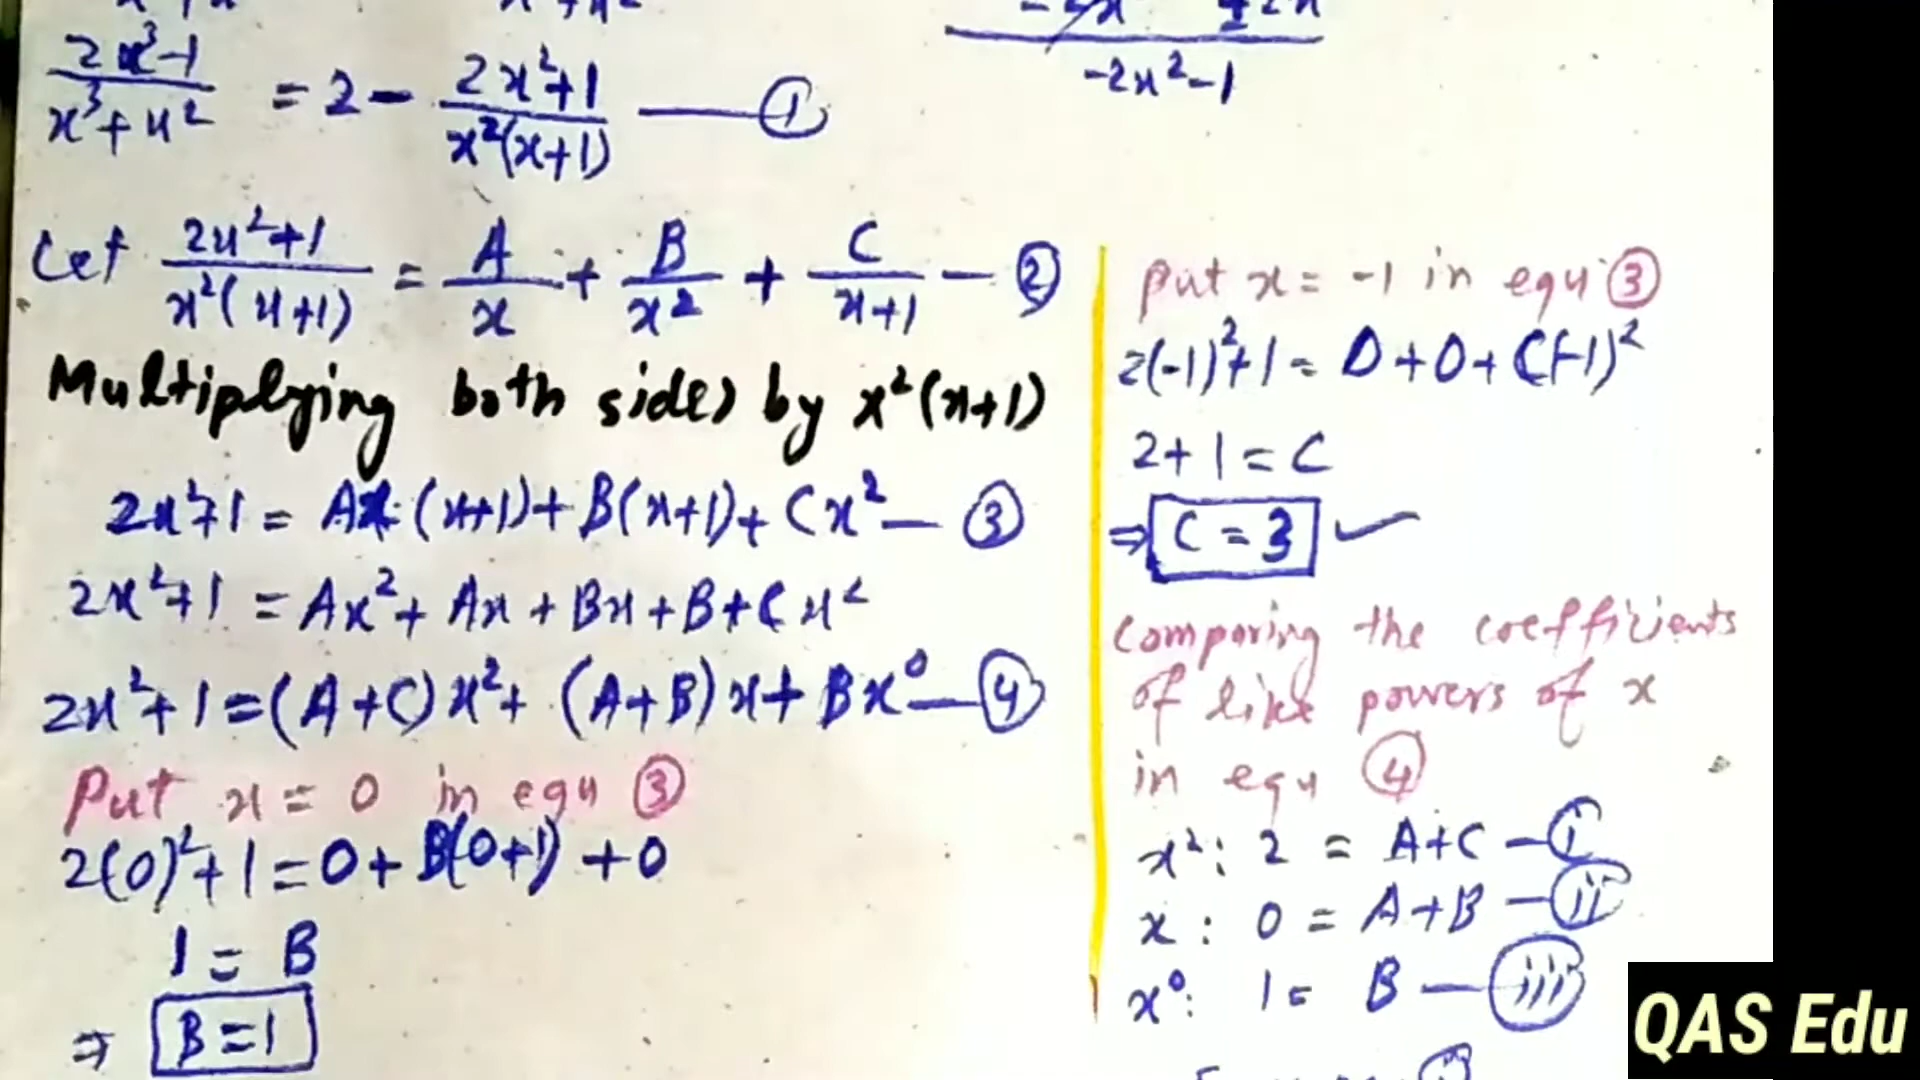 -2x² - 1
2x³-1 / x³+x² = 2 - 2x²+1 / x²(x+1) — ①
Let 2x²+1 / x²(x+1) = A/x + B/x² + C/x+1 — ②
Multiplying both sides by x²(x+1)
2x²+1 = Ax(x+1) + B(x+1) + Cx² — ③
2x²+1 = Ax² + Ax + Bx + B + Cx²
2x²+1 = (A+C)x² + (A+B)x + Bx⁰ — ④
Put x = 0 in equ ③
2(0)²+1 = 0 + B(0+1) + 0
1 = B
⇒ B = 1
put x = -1 in equ ③
2(-1)²+1 = 0+0+C(-1)²
2+1 = C
⇒ C = 3 ✓
Comparing the coefficients
of like powers of x
in equ ④
x²: 2 = A+C — (i)
x: 0 = A+B — (ii)
x⁰: 1 = B — (iii)
QAS Edu